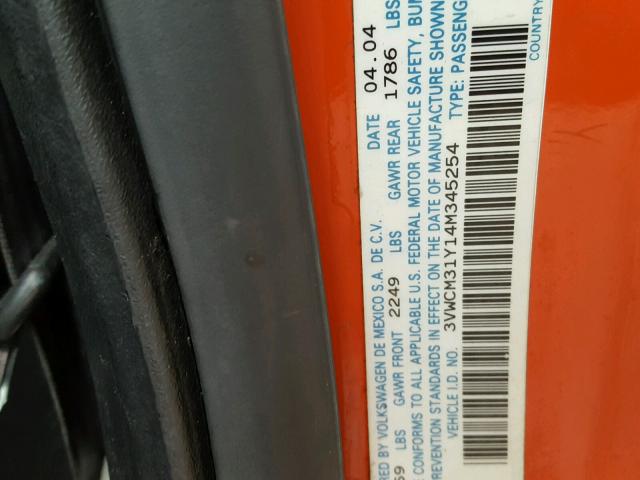 RED BY VOLKSWAGEN DE MEXICO S.A. DE C.V. DATE 04.04
69 LBS GAWR FRONT 2249 LBS GAWR REAR 1786 LBS
E CONFORMS TO ALL APPLICABLE U.S. FEDERAL MOTOR VEHICLE SAFETY, BUM
REVENTION STANDARDS IN EFFECT ON THE DATE OF MANUFACTURE SHOWN
VEHICLE I.D. NO. 3VWCM31Y14M345254 TYPE: PASSENG
COUNTRY